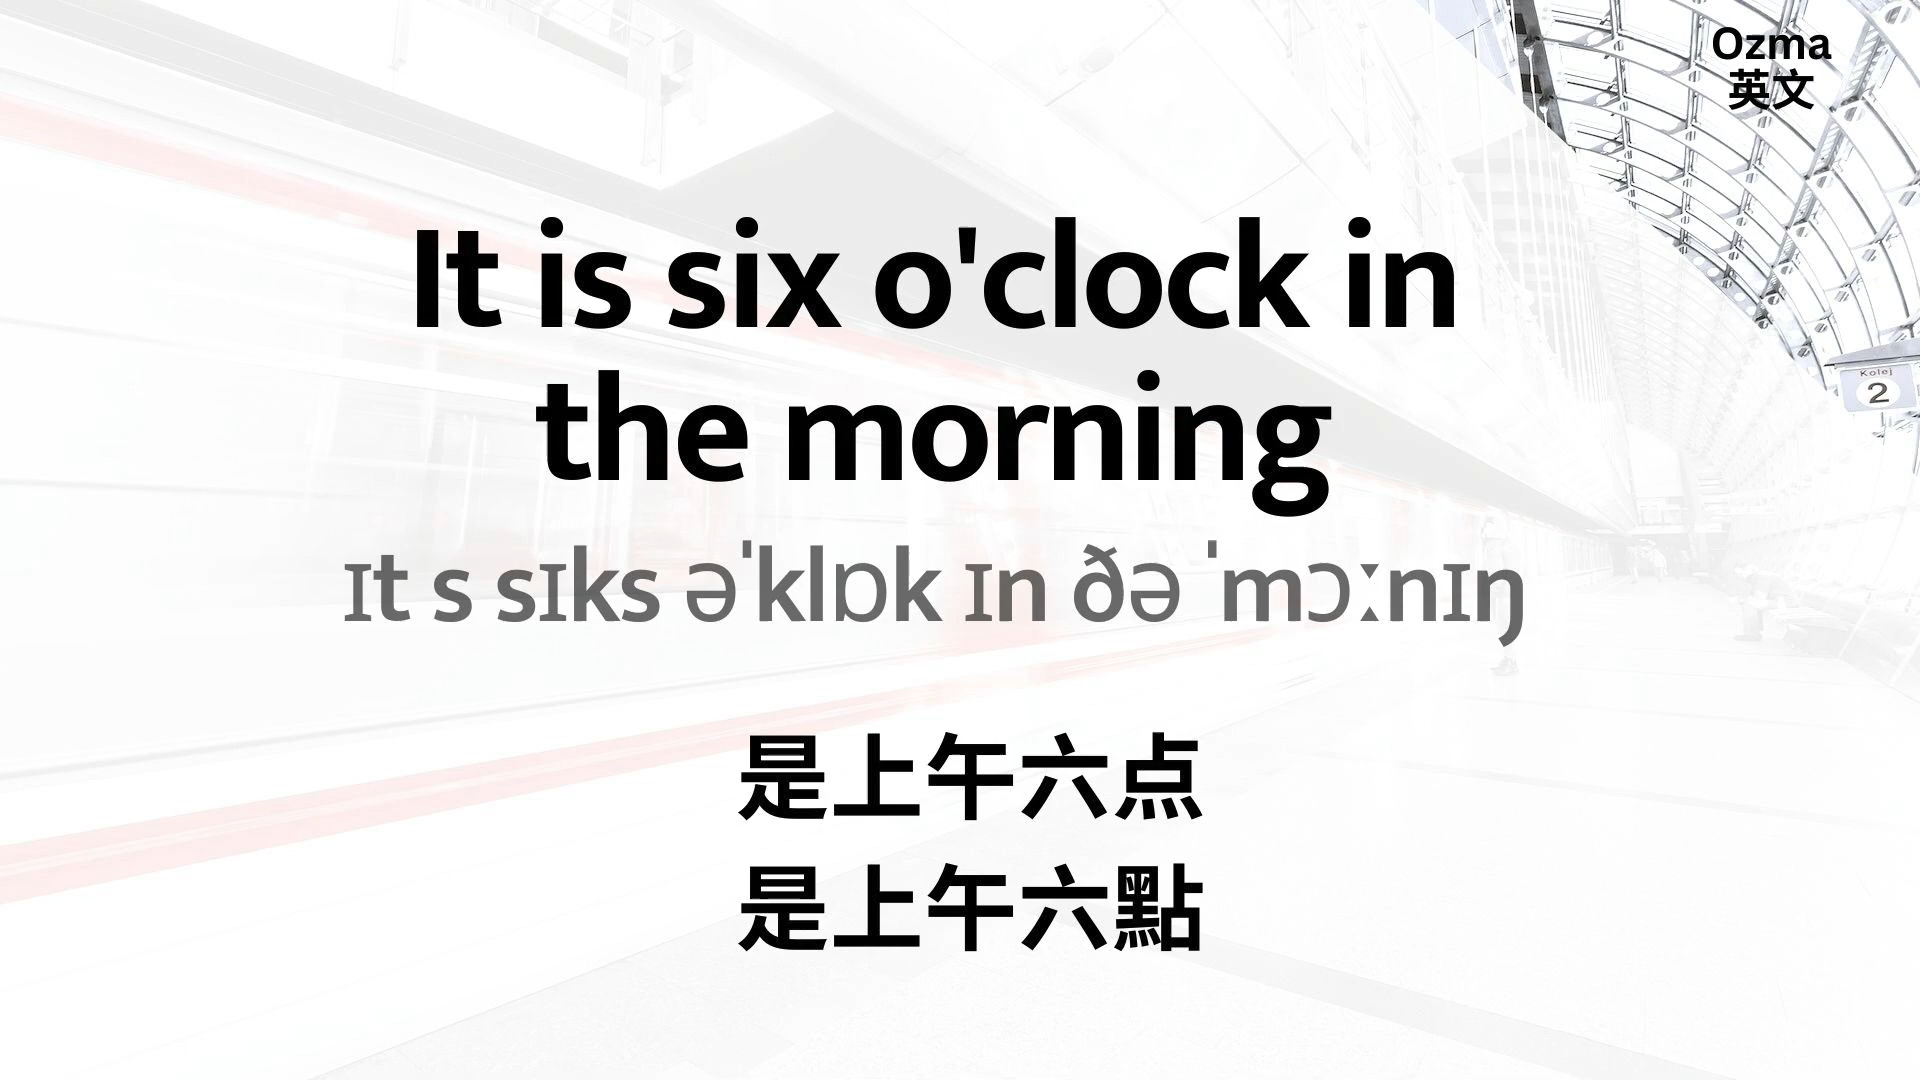 Ozma
英文
It is six o'clock in
the morning
ɪt s sɪks əˈklɒk ɪn ðə ˈmɔːnɪŋ
是上午六点
是上午六點
Kolej
2